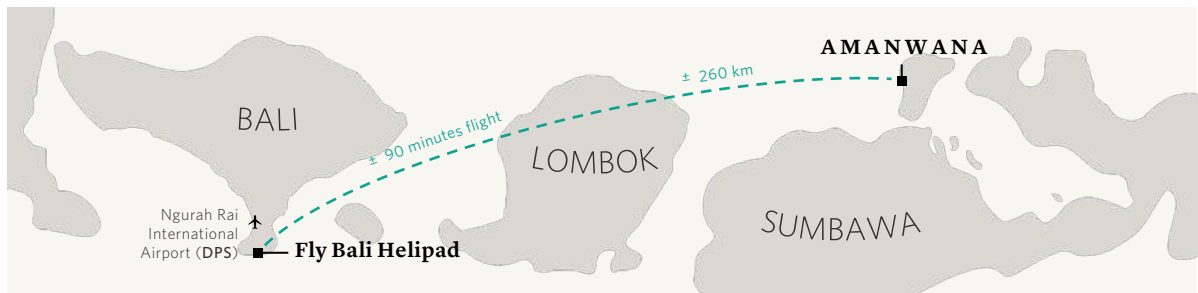 AMANWANA
± 260 km
BALI
± 90 minutes flight
LOMBOK
SUMBAWA
Ngurah Rai
International
Airport (DPS)
Fly Bali Helipad